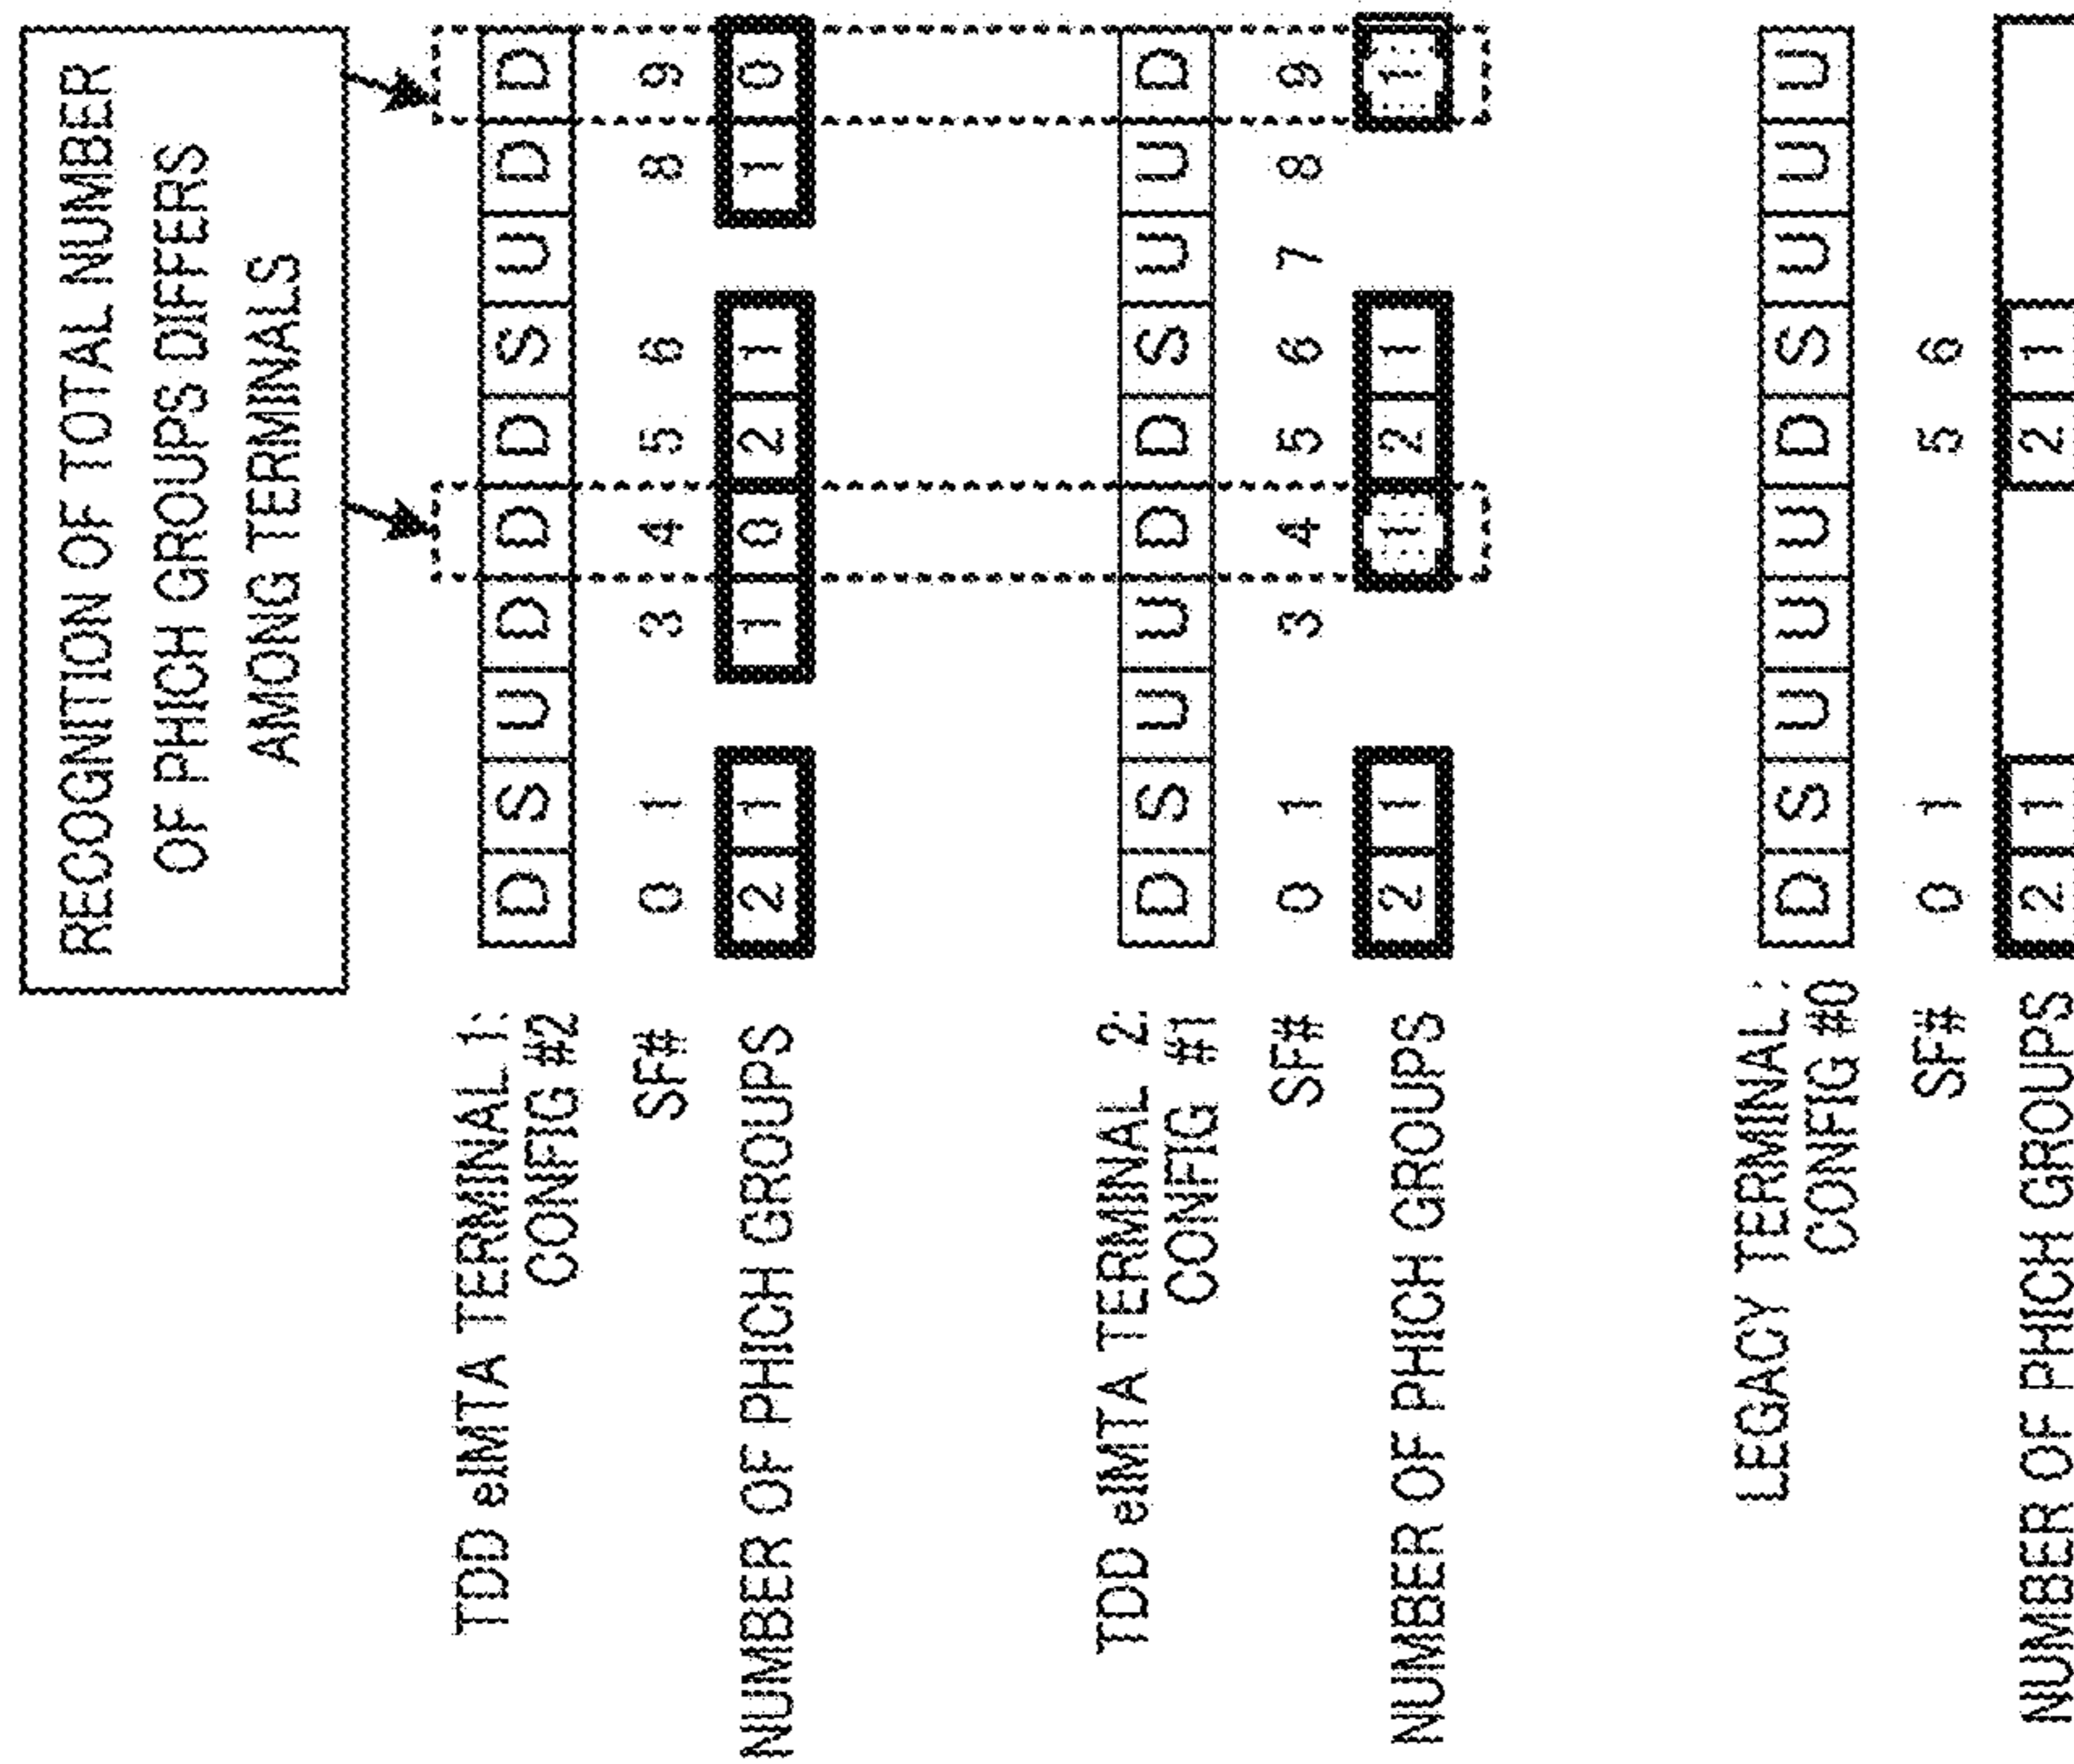 RECOGNITION OF TOTAL NUMBER
OF PHICH GROUPS DIFFERS
AMONG TERMINALS
TDD eIMTA TERMINAL 1:
CONFIG #2
D S U D D D S U D D
SF# 0 1 3 4 5 6 8 9
NUMBER OF PHICH GROUPS 2 1 1 0 2 1 1 0
TDD eIMTA TERMINAL 2:
CONFIG #1
D S U U D D S U U D
SF# 0 1 3 4 5 6 7 8 9
NUMBER OF PHICH GROUPS 2 1 1 2 1 1
LEGACY TERMINAL:
CONFIG #0
D S U U U D S U U U
SF# 0 1 5 6
NUMBER OF PHICH GROUPS 2 1 2 1